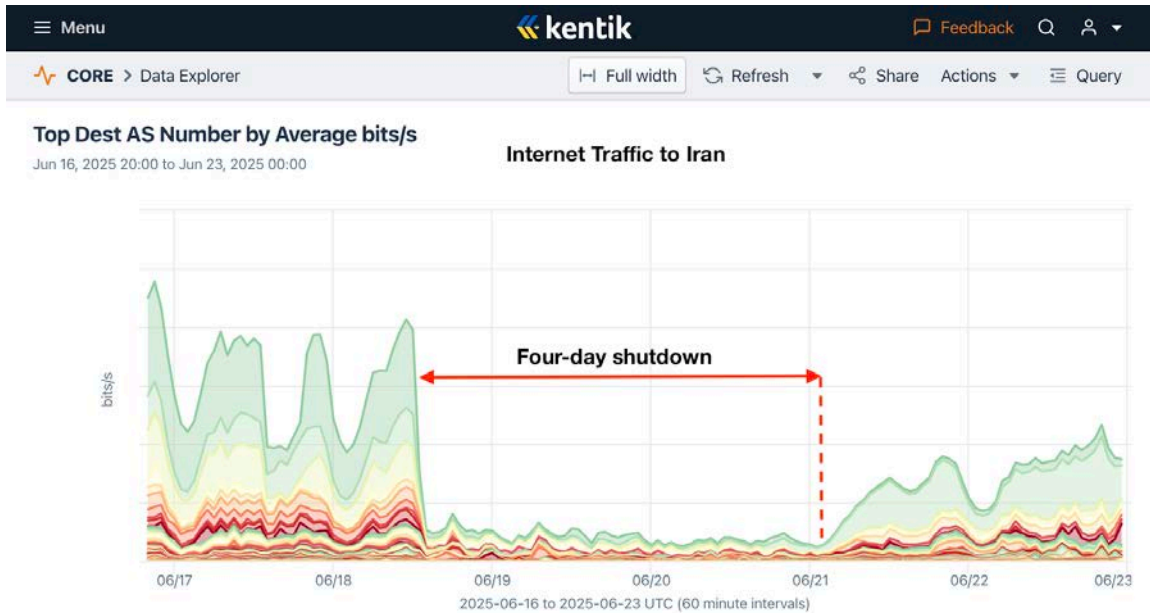 Menu
kentik
Feedback
CORE > Data Explorer
Full width
Refresh
Share
Actions
Query
Top Dest AS Number by Average bits/s
Jun 16, 2025 20:00 to Jun 23, 2025 00:00
Internet Traffic to Iran
Four-day shutdown
bits/s
06/17
06/18
06/19
06/20
06/21
06/22
06/23
2025-06-16 to 2025-06-23 UTC (60 minute intervals)